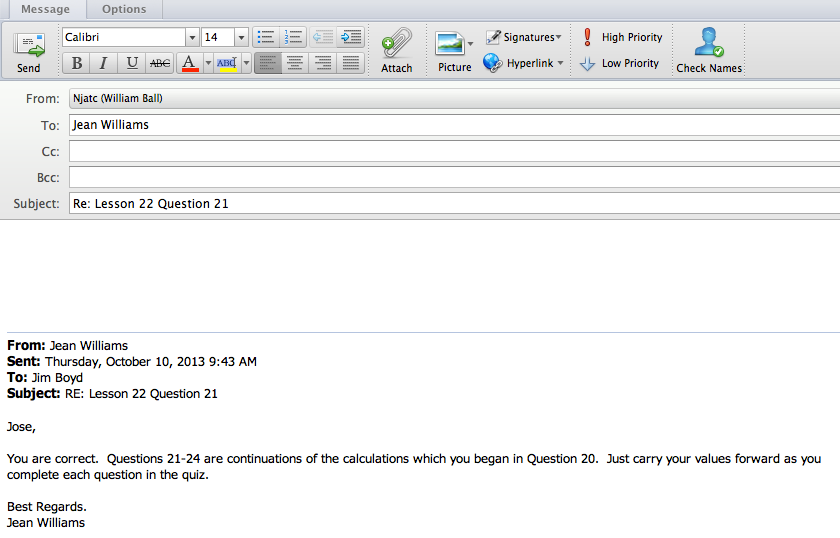 Message Options
Calibri 14 Signatures High Priority
Send B I U ABC A ABC Attach Picture Hyperlink Low Priority Check Names
From: Njatc (William Ball)
To: Jean Williams
Cc:
Bcc:
Subject: Re: Lesson 22 Question 21
From: Jean Williams
Sent: Thursday, October 10, 2013 9:43 AM
To: Jim Boyd
Subject: RE: Lesson 22 Question 21
Jose,
You are correct.  Questions 21-24 are continuations of the calculations which you began in Question 20.  Just carry your values forward as you
complete each question in the quiz.
Best Regards.
Jean Williams